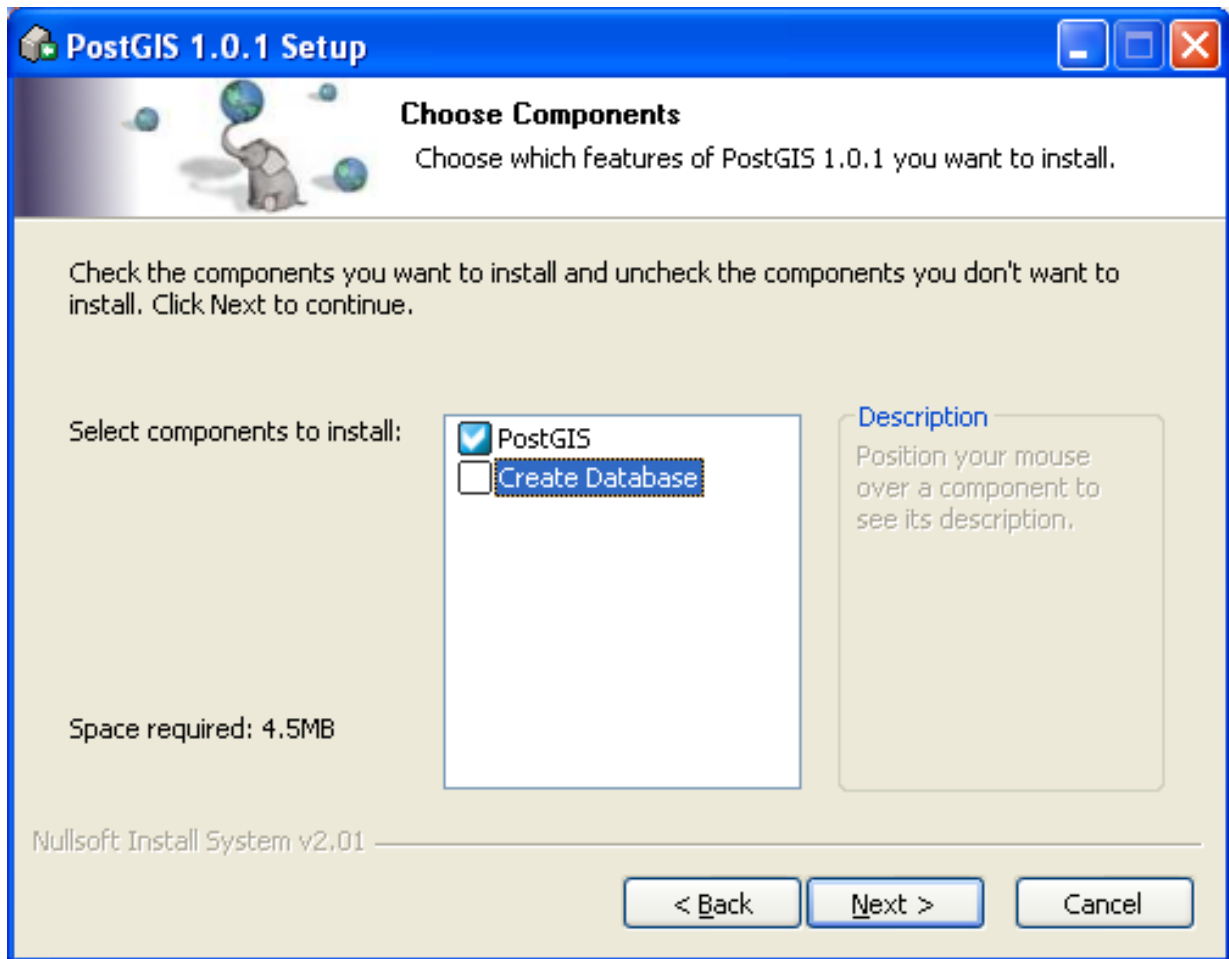 PostGIS 1.0.1 Setup
Choose Components
Choose which features of PostGIS 1.0.1 you want to install.
Check the components you want to install and uncheck the components you don't want to
install. Click Next to continue.
Select components to install:
PostGIS
Create Database
Description
Position your mouse
over a component to
see its description.
Space required: 4.5MB
Nullsoft Install System v2.01
< Back
Next >
Cancel